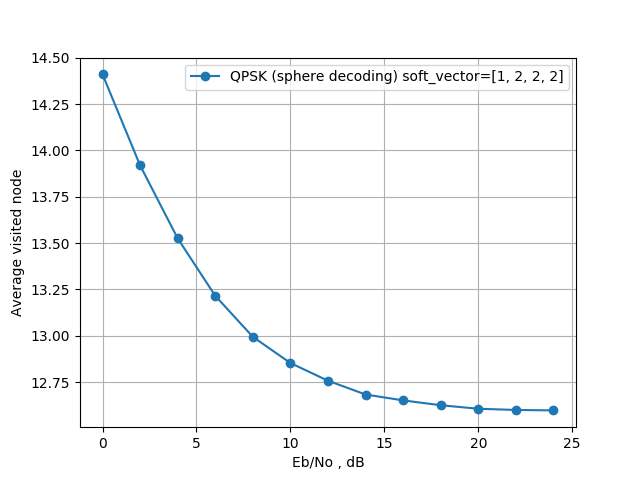 QPSK (sphere decoding) soft_vector=[1, 2, 2, 2]
14.50
14.25
14.00
13.75
13.50
13.25
13.00
12.75
Average visited node
0 5 10 15 20 25
Eb/No , dB